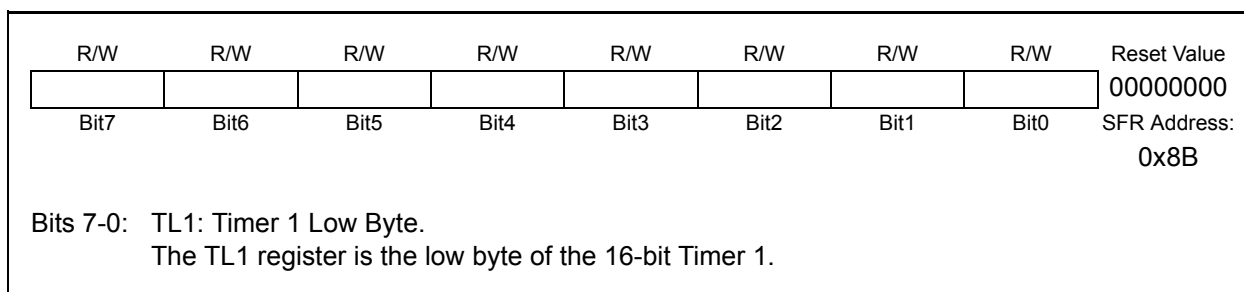 R/W R/W R/W R/W R/W R/W R/W R/W Reset Value
00000000
Bit7 Bit6 Bit5 Bit4 Bit3 Bit2 Bit1 Bit0 SFR Address:
0x8B
Bits 7-0: TL1: Timer 1 Low Byte.
The TL1 register is the low byte of the 16-bit Timer 1.